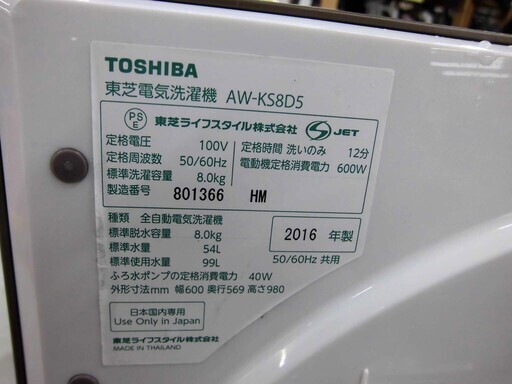 TOSHIBA
東芝電気洗濯機 AW-KS8D5
PS E 東芝ライフスタイル株式会社 S JET
定格電圧 100V 定格時間 洗いのみ 12分
定格周波数 50/60Hz 電動機定格消費電力 600W
標準洗濯容量 8.0kg
製造番号 801366 HM
種類 全自動電気洗濯機
標準脱水容量 8.0kg 2016 年製
標準水量 54L
標準使用水量 99L 50/60Hz 共用
ふろ水ポンプの定格消費電力 40W
外形寸法mm 幅600 奥行569 高さ980
日本国内専用
Use Only in Japan
東芝ライフスタイル株式会社
MADE IN THAILAND